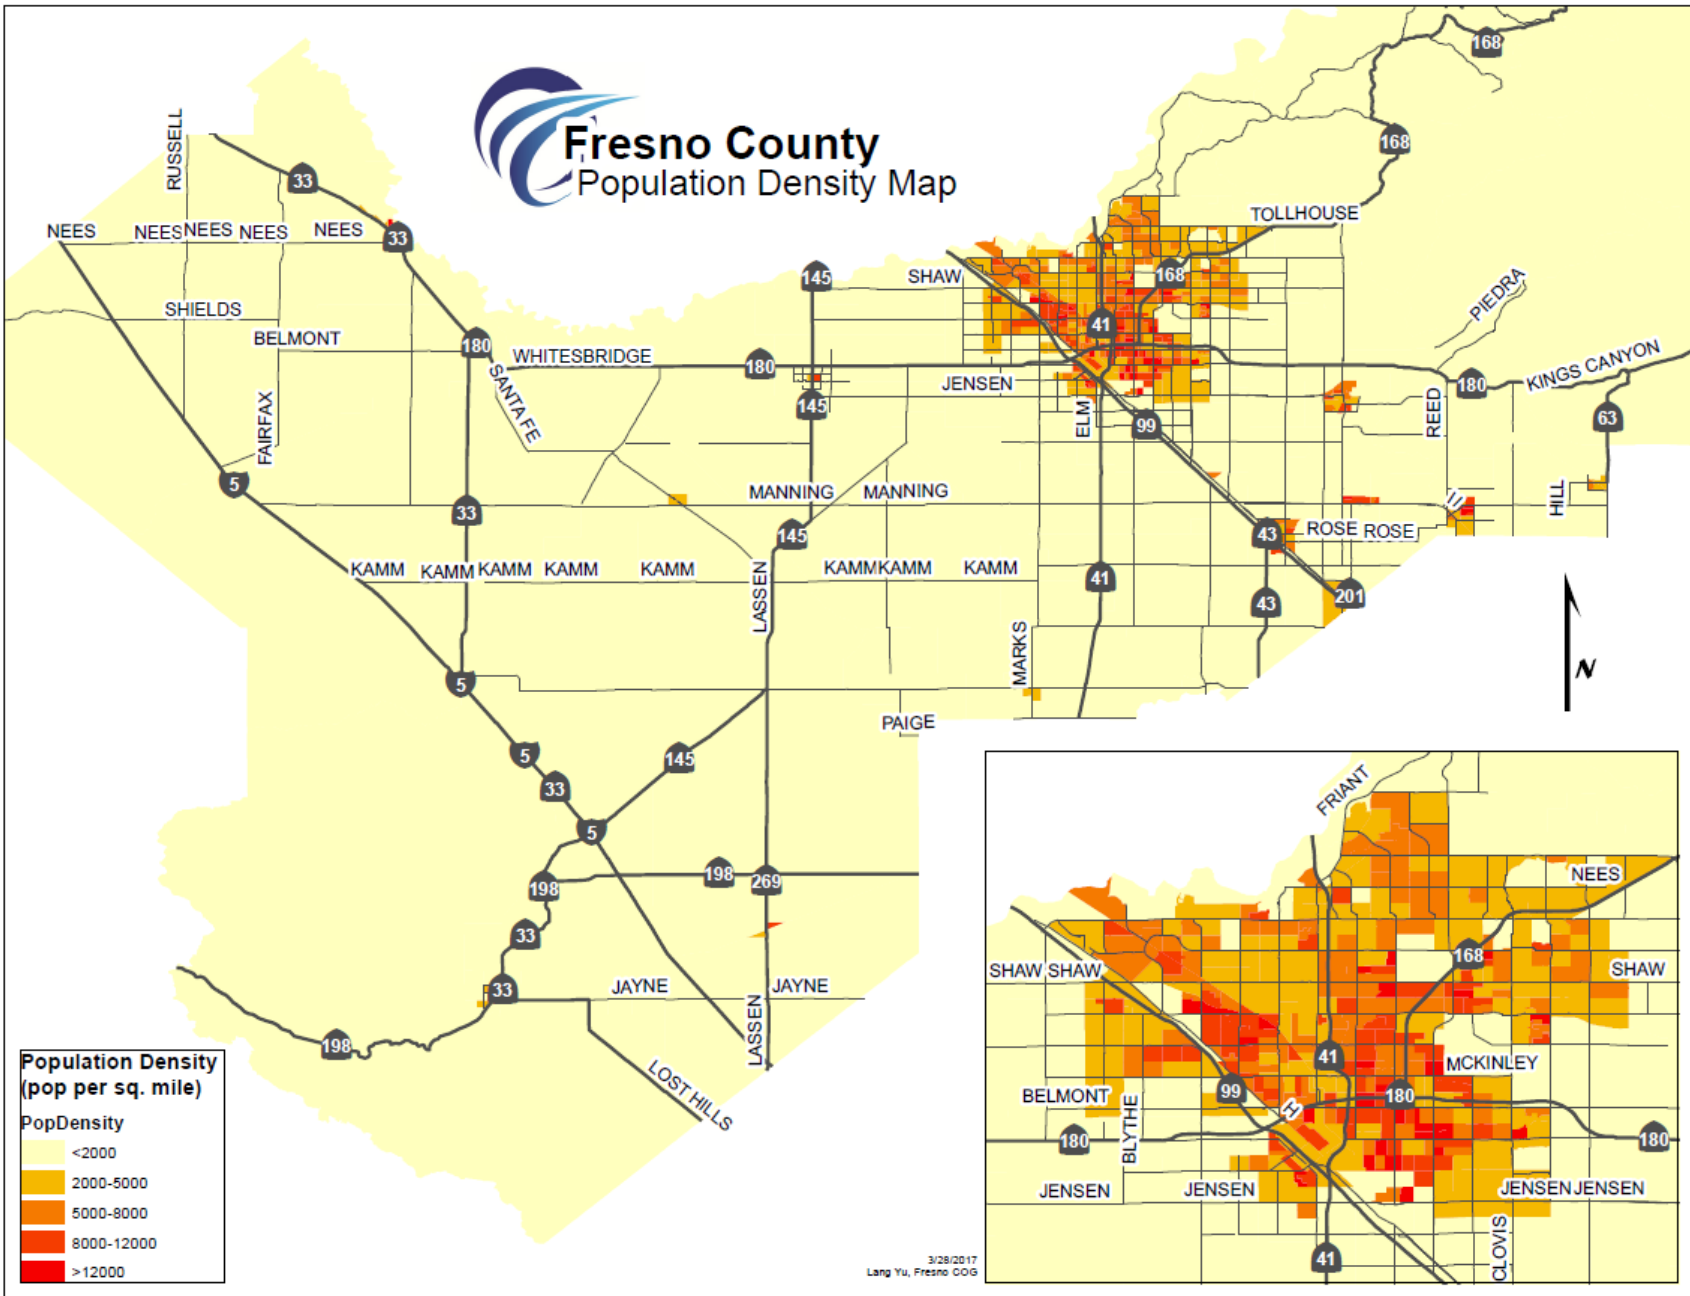 Fresno County
Population Density Map
168
168
RUSSELL
33
TOLLHOUSE
NEES
NEES
NEES
NEES
NEES
33
145
SHAW
168
PIEDRA
SHIELDS
BELMONT
180
41
WHITESBRIDGE
180
KINGS CANYON
SANTA FE
JENSEN
180
145
FAIRFAX
ELM
99
REED
63
5
MANNING
MANNING
HILL
33
145
43
ROSE
ROSE
KAMM
KAMM
KAMM
KAMM
KAMM
KAMM
KAMM
KAMM
LASSEN
41
43
201
MARKS
5
N
PAIGE
5
145
33
5
198
198
269
33
33
JAYNE
JAYNE
198
LASSEN
LOST HILLS
Population Density
(pop per sq. mile)
PopDensity
<2000
2000-5000
5000-8000
8000-12000
>12000
3/28/2017
Lang Yu, Fresno COG
FRIANT
NEES
168
SHAW
SHAW
SHAW
41
MCKINLEY
99
BELMONT
H
180
BLYTHE
180
180
JENSEN
JENSEN
JENSEN
JENSEN
CLOVIS
41